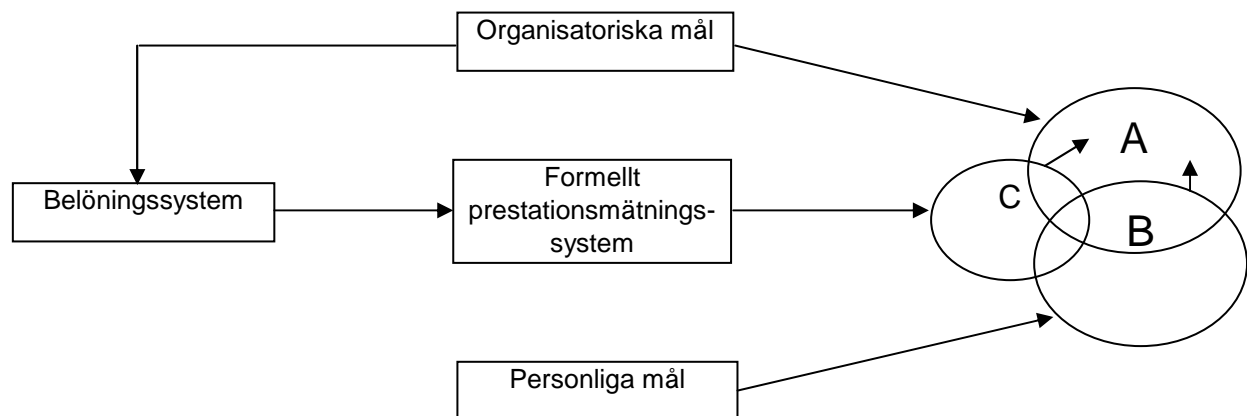 Organisatoriska mål
A
Belöningssystem
Formellt
prestationsmätnings-
system
C
B
Personliga mål